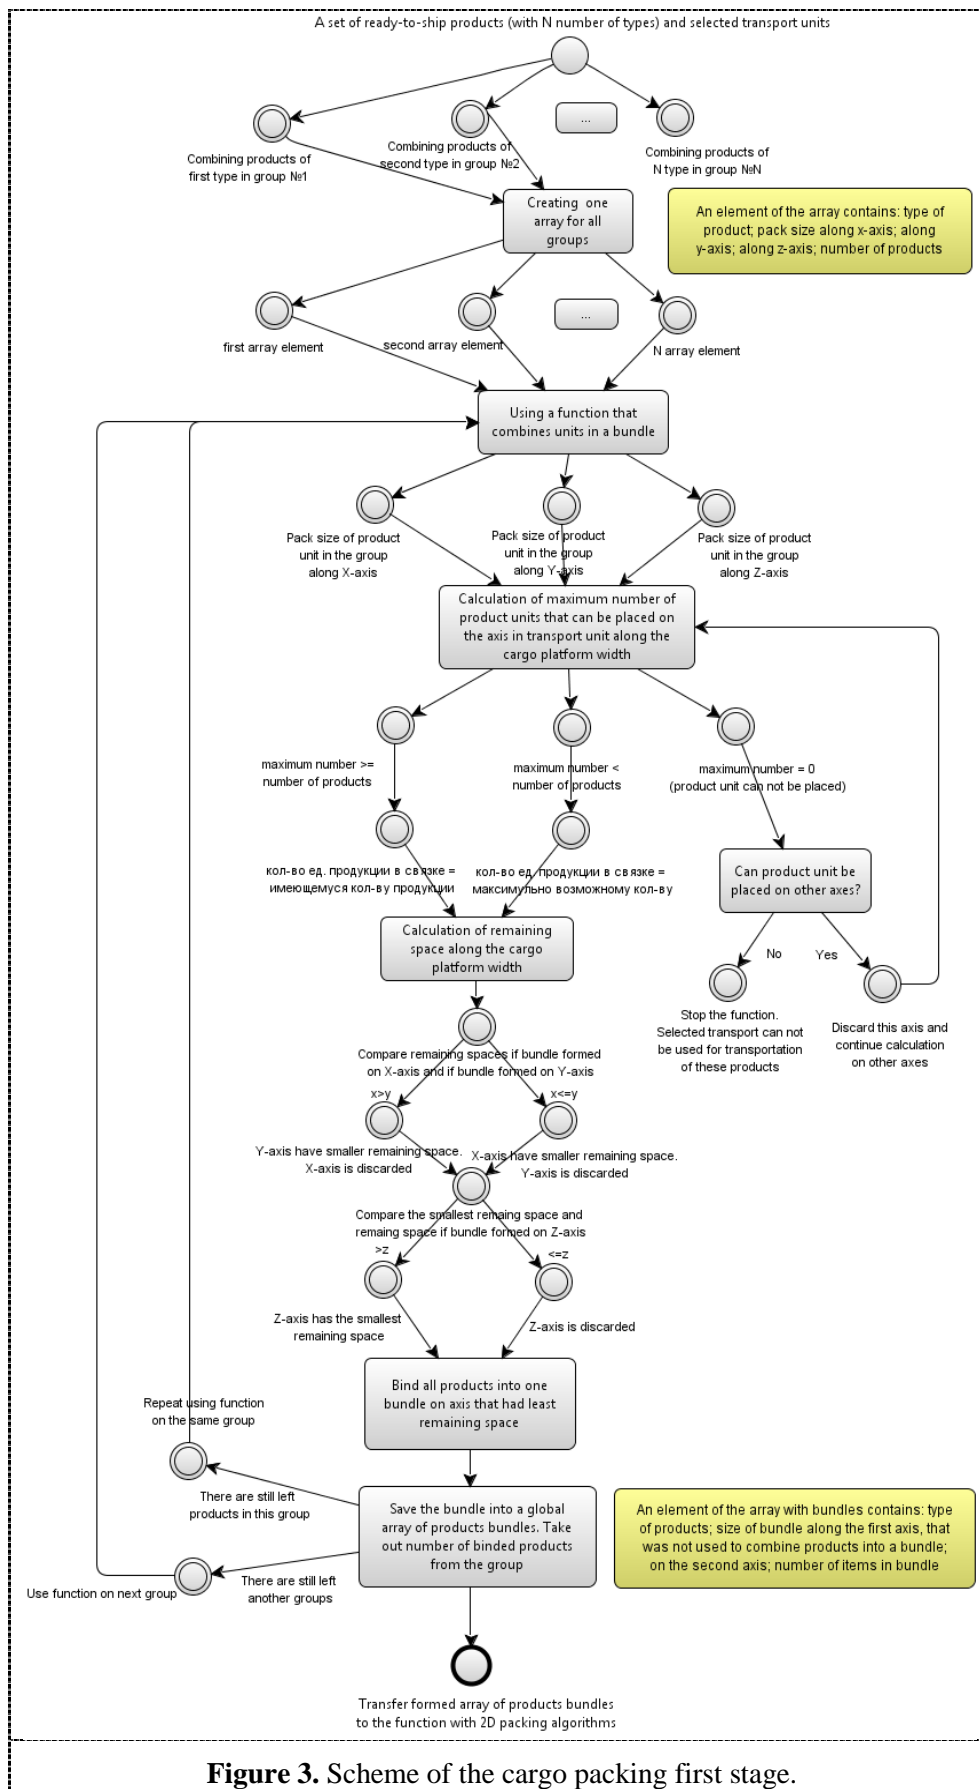 A set of ready-to-ship products (with N number of types) and selected transport units
...
Combining products of
first type in group №1
Combining products of
second type in group №2
Combining products of
N type in group №N
Creating one
array for all
groups
An element of the array contains: type of
product; pack size along x-axis; along
y-axis; along z-axis; number of products
...
first array element
second array element
N array element
Using a function that
combines units in a bundle
Pack size of product
unit in the group
along X-axis
Pack size of product
unit in the group
along Y-axis
Pack size of product
unit in the group
along Z-axis
Calculation of maximum number of
product units that can be placed on
the axis in transport unit along the
cargo platform width
maximum number >=
number of products
maximum number <
number of products
maximum number = 0
(product unit can not be placed)
кол-во ед. продукции в связке =
имеющемуся кол-ву продукции
кол-во ед. продукции в связке =
максимульно возможному кол-ву
Can product unit be
placed on other axes?
No
Yes
Calculation of remaining
space along the cargo
platform width
Stop the function.
Selected transport can not
be used for transportation
of these products
Discard this axis and
continue calculation
on other axes
Compare remaining spaces if bundle formed
on X-axis and if bundle formed on Y-axis
x>y
x<=y
Y-axis have smaller remaining space.
X-axis is discarded
X-axis have smaller remaining space.
Y-axis is discarded
Compare the smallest remaing space and
remaing space if bundle formed on Z-axis
>z
<=z
Z-axis has the smallest
remaining space
Z-axis is discarded
Bind all products into one
bundle on axis that had least
remaining space
Repeat using function
on the same group
There are still left
products in this group
Save the bundle into a global
array of products bundles. Take
out number of binded products
from the group
An element of the array with bundles contains: type
of products; size of bundle along the first axis, that
was not used to combine products into a bundle;
on the second axis; number of items in bundle
Use function on next group
There are still left
another groups
Transfer formed array of products bundles
to the function with 2D packing algorithms
Figure 3. Scheme of the cargo packing first stage.